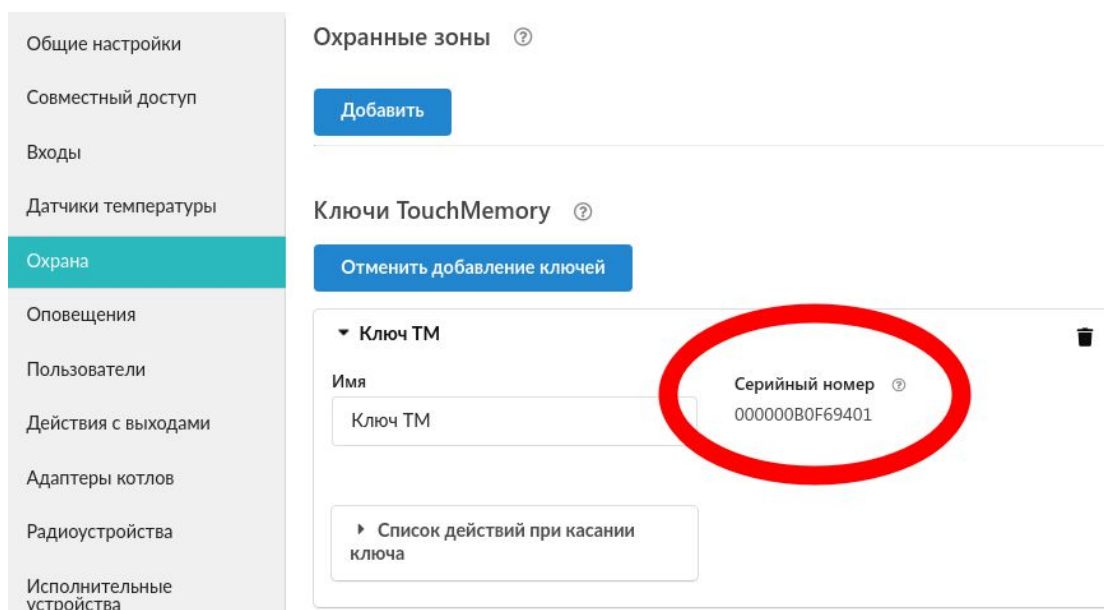 Общие настройки
Совместный доступ
Входы
Датчики температуры
Охрана
Оповещения
Пользователи
Действия с выходами
Адаптеры котлов
Радиоустройства
Исполнительные
устройства
Охранные зоны ?
Добавить
Ключи TouchMemory ?
Отменить добавление ключей
Ключ ТМ
Имя
Ключ ТМ
Серийный номер ?
000000B0F69401
Список действий при касании
ключа